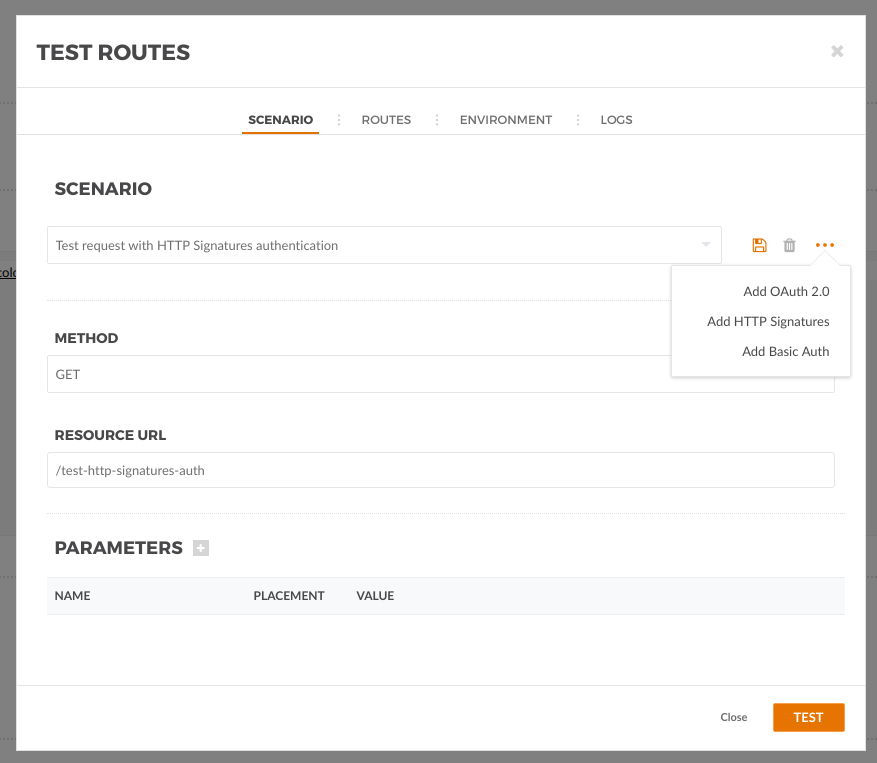 TEST ROUTES
SCENARIO
ROUTES
ENVIRONMENT
LOGS
SCENARIO
Test request with HTTP Signatures authentication
Add OAuth 2.0
Add HTTP Signatures
Add Basic Auth
METHOD
GET
RESOURCE URL
/test-http-signatures-auth
PARAMETERS
NAME
PLACEMENT
VALUE
Close
TEST